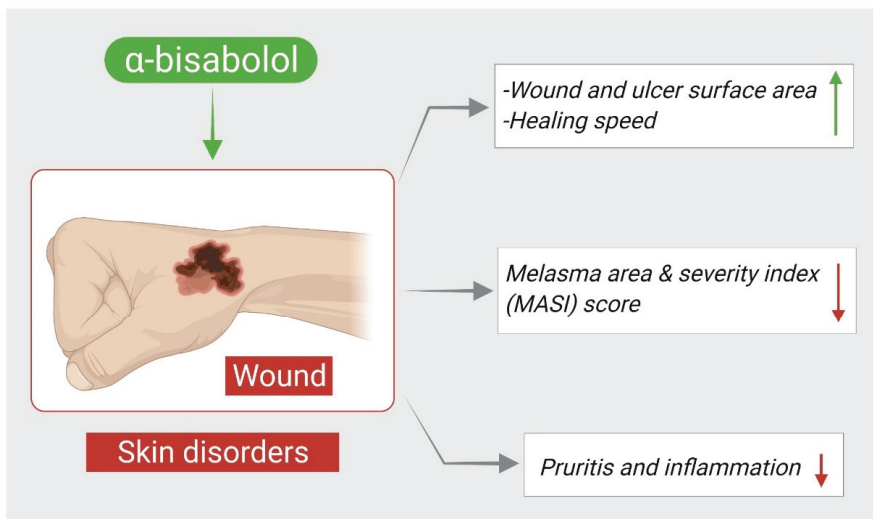 α-bisabolol
-Wound and ulcer surface area
-Healing speed
Melasma area & severity index
(MASI) score
Wound
Skin disorders
Pruritis and inflammation